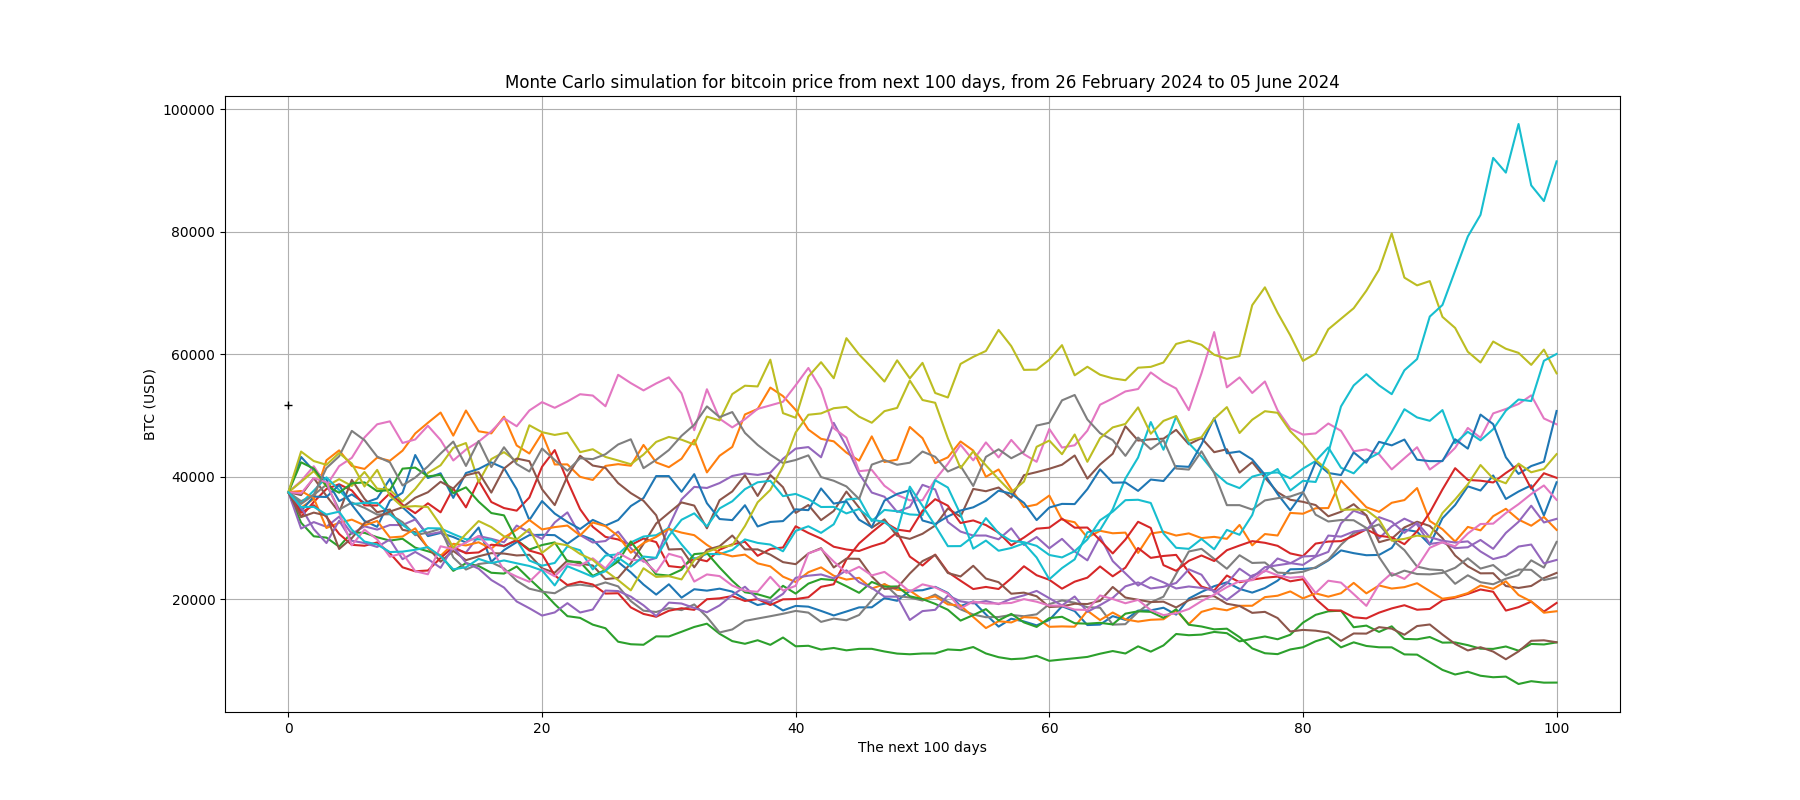 Monte Carlo simulation for bitcoin price from next 100 days, from 26 February 2024 to 05 June 2024
100000
80000
60000
40000
20000
BTC (USD)
0 20 40 60 80 100
The next 100 days